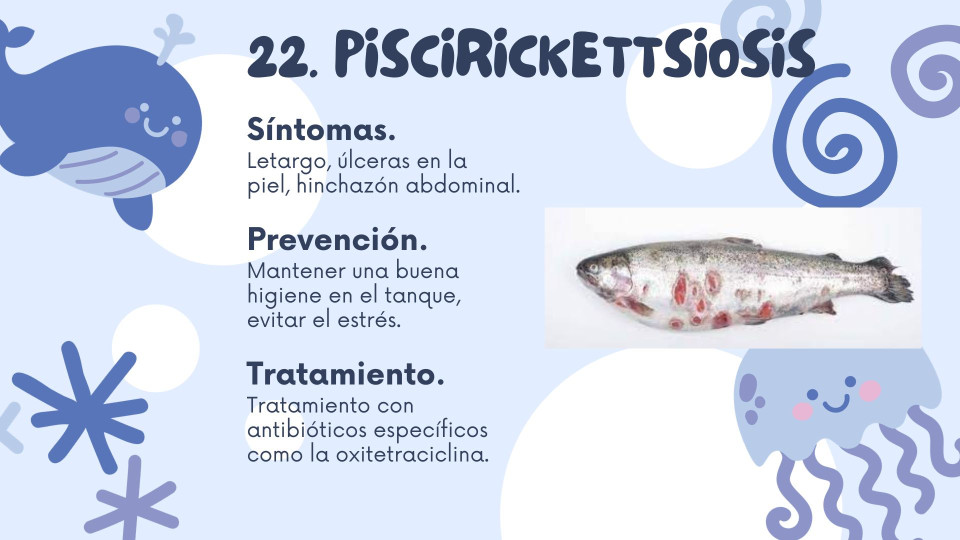 22. PiSCiRiCKETTSioSiS
Síntomas.
Letargo, úlceras en la
piel, hinchazón abdominal.
Prevención.
Mantener una buena
higiene en el tanque,
evitar el estrés.
Tratamiento.
Tratamiento con
antibióticos específicos
como la oxitetraciclina.